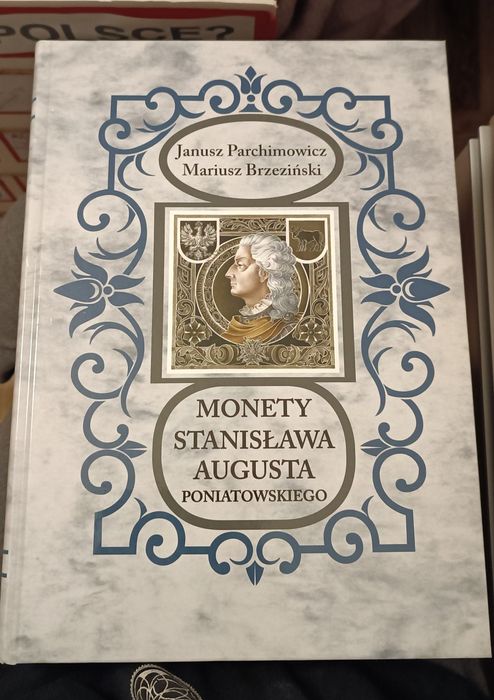 POLSCE?
Janusz Parchimowicz
Mariusz Brzeziński
MONETY
STANISŁAWA
AUGUSTA
PONIATOWSKIEGO